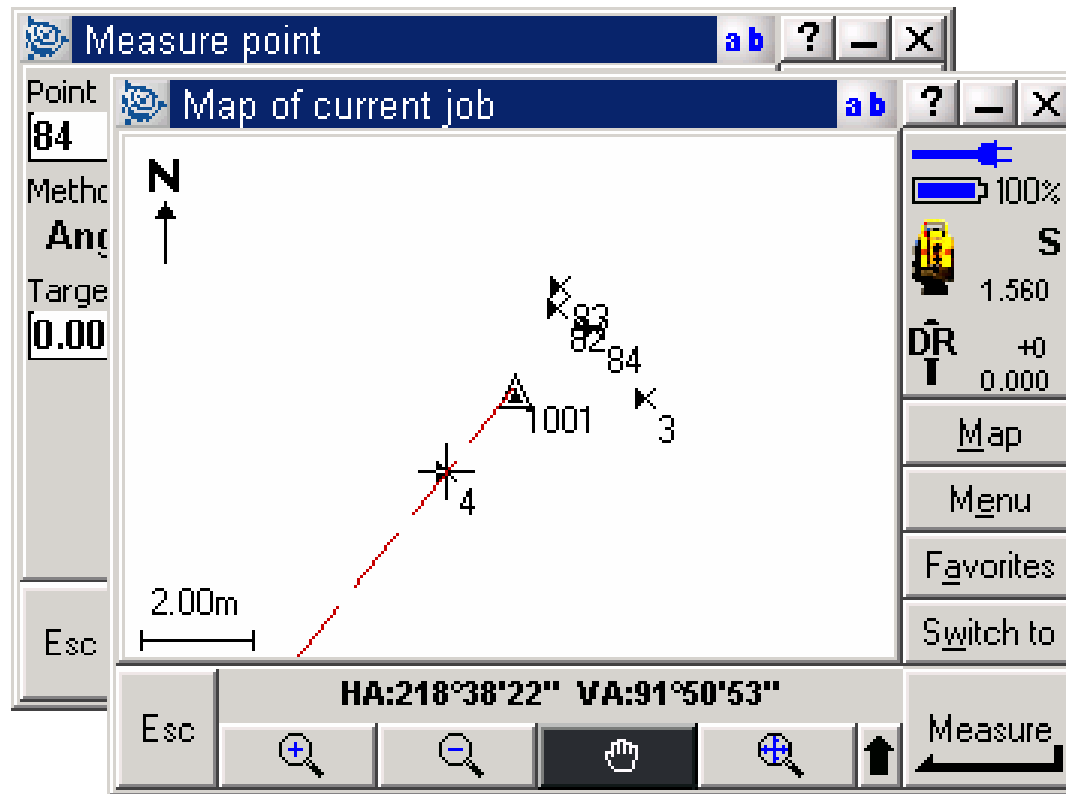 Measure point
ab ?
Point
84
Metho
Ang
Targe
0.00
Esc
Map of current job
ab ?
N
83
82
84
1001
3
4
2.00m
100%
S
1.560
DR
+0
0.000
Map
Menu
Favorites
Switch to
HA:218°38'22" VA:91°50'53"
Esc
Measure